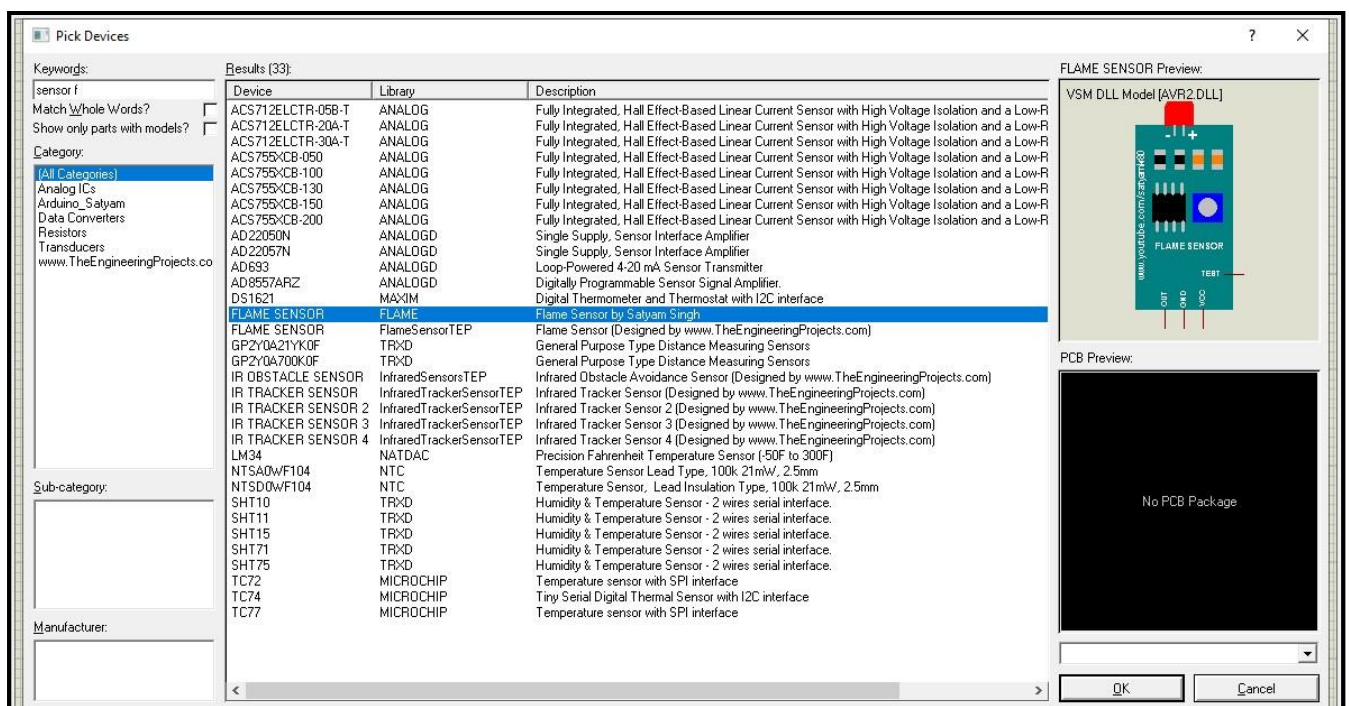 Pick Devices
? ×
Keywords:
sensor f
Match Whole Words?
Show only parts with models?
Category:
(All Categories)
Analog ICs
Arduino_Satyam
Data Converters
Resistors
Transducers
www.TheEngineeringProjects.co
Sub-category:
Manufacturer:
Results (33):
Device Library Description
ACS712ELCTR-05B-T ANALOG Fully Integrated, Hall Effect-Based Linear Current Sensor with High Voltage Isolation and a Low-R
ACS712ELCTR-20A-T ANALOG Fully Integrated, Hall Effect-Based Linear Current Sensor with High Voltage Isolation and a Low-R
ACS712ELCTR-30A-T ANALOG Fully Integrated, Hall Effect-Based Linear Current Sensor with High Voltage Isolation and a Low-R
ACS755XCB-050 ANALOG Fully Integrated, Hall Effect-Based Linear Current Sensor with High Voltage Isolation and a Low-R
ACS755XCB-100 ANALOG Fully Integrated, Hall Effect-Based Linear Current Sensor with High Voltage Isolation and a Low-R
ACS755XCB-130 ANALOG Fully Integrated, Hall Effect-Based Linear Current Sensor with High Voltage Isolation and a Low-R
ACS755XCB-150 ANALOG Fully Integrated, Hall Effect-Based Linear Current Sensor with High Voltage Isolation and a Low-R
ACS755XCB-200 ANALOG Fully Integrated, Hall Effect-Based Linear Current Sensor with High Voltage Isolation and a Low-R
AD22050N ANALOGD Single Supply, Sensor Interface Amplifier
AD22057N ANALOGD Single Supply, Sensor Interface Amplifier
AD693 ANALOGD Loop-Powered 4-20 mA Sensor Transmitter
AD8557ARZ ANALOGD Digitally Programmable Sensor Signal Amplifier.
DS1621 MAXIM Digital Thermometer and Thermostat with I2C interface
FLAME SENSOR FLAME Flame Sensor by Satyam Singh
FLAME SENSOR FlameSensorTEP Flame Sensor (Designed by www.TheEngineeringProjects.com)
GP2Y0A21YK0F TRXD General Purpose Type Distance Measuring Sensors
GP2Y0A700K0F TRXD General Purpose Type Distance Measuring Sensors
IR OBSTACLE SENSOR InfraredSensorsTEP Infrared Obstacle Avoidance Sensor (Designed by www.TheEngineeringProjects.com)
IR TRACKER SENSOR InfraredTrackerSensorTEP Infrared Tracker Sensor (Designed by www.TheEngineeringProjects.com)
IR TRACKER SENSOR 2 InfraredTrackerSensorTEP Infrared Tracker Sensor 2 (Designed by www.TheEngineeringProjects.com)
IR TRACKER SENSOR 3 InfraredTrackerSensorTEP Infrared Tracker Sensor 3 (Designed by www.TheEngineeringProjects.com)
IR TRACKER SENSOR 4 InfraredTrackerSensorTEP Infrared Tracker Sensor 4 (Designed by www.TheEngineeringProjects.com)
LM34 NATDAC Precision Fahrenheit Temperature Sensor (-50F to 300F)
NTSA0WF104 NTC Temperature Sensor Lead Type, 100k 21mW, 2.5mm
NTSD0WF104 NTC Temperature Sensor, Lead Insulation Type, 100k 21mW, 2.5mm
SHT10 TRXD Humidity & Temperature Sensor - 2 wires serial interface.
SHT11 TRXD Humidity & Temperature Sensor - 2 wires serial interface.
SHT15 TRXD Humidity & Temperature Sensor - 2 wires serial interface.
SHT71 TRXD Humidity & Temperature Sensor - 2 wires serial interface.
SHT75 TRXD Humidity & Temperature Sensor - 2 wires serial interface.
TC72 MICROCHIP Temperature sensor with SPI interface
TC74 MICROCHIP Tiny Serial Digital Thermal Sensor with I2C interface
TC77 MICROCHIP Temperature sensor with SPI interface
FLAME SENSOR Preview:
VSM DLL Model [AVR2.DLL]
- +
www.youtube.com/satyamk80
FLAME SENSOR
TEST
OUT GND VCC
PCB Preview:
No PCB Package
OK Cancel